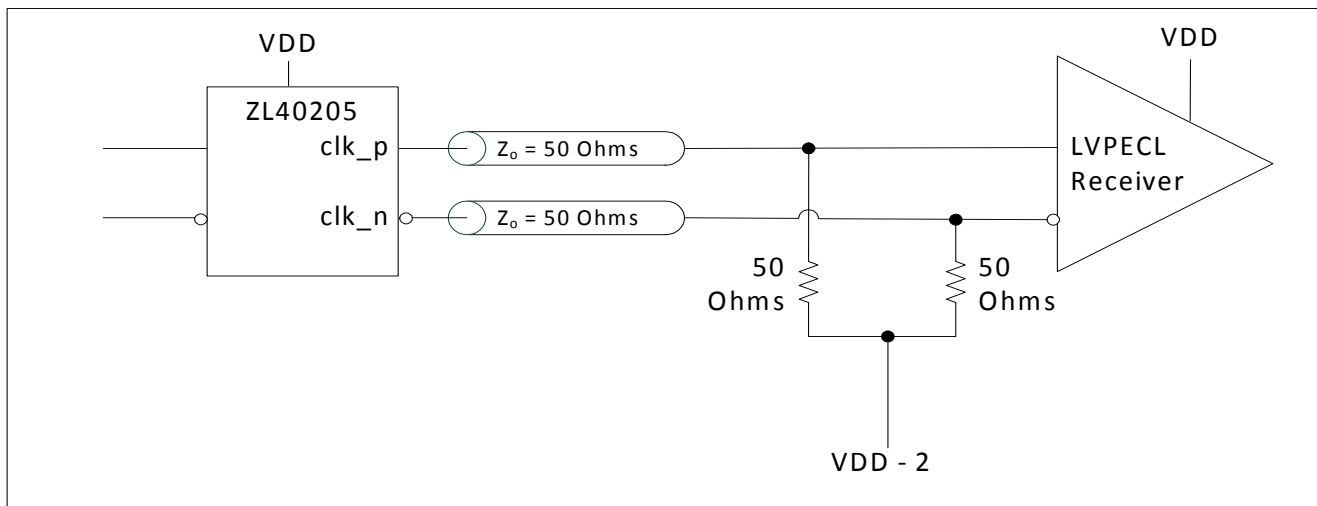 VDD
VDD
ZL40205
clk_p
Zₒ = 50 Ohms
LVPECL
Receiver
clk_n
Zₒ = 50 Ohms
50
Ohms
50
Ohms
VDD - 2